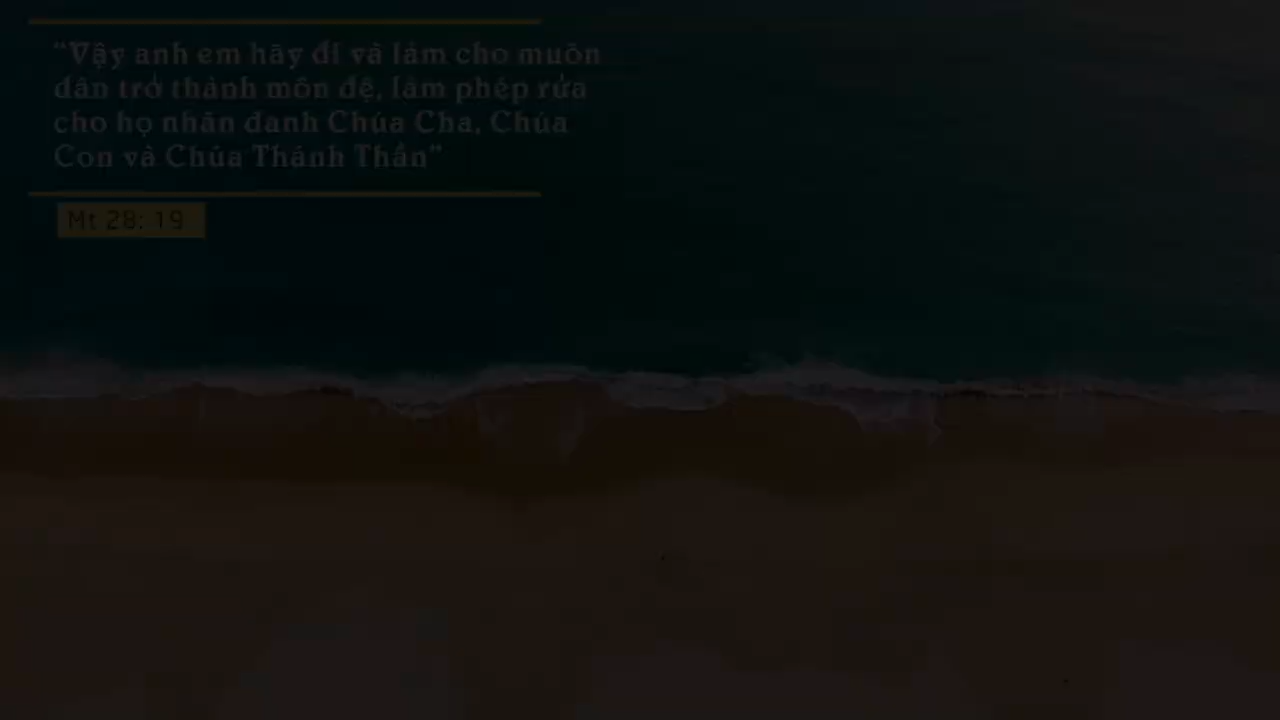 “Vậy anh em hãy đi và làm cho muôn
dân trở thành môn đệ, làm phép rửa
cho họ nhân danh Chúa Cha, Chúa
Con và Chúa Thánh Thần”
Mt 28: 19